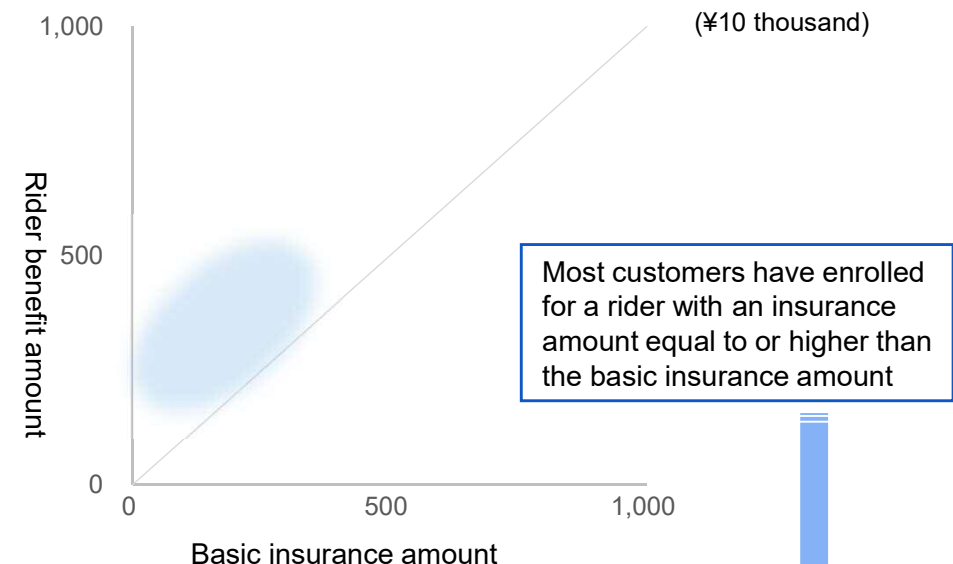 1,000
(¥10 thousand)
Rider benefit amount
500
Most customers have enrolled
for a rider with an insurance
amount equal to or higher than
the basic insurance amount
0
0
500
1,000
Basic insurance amount